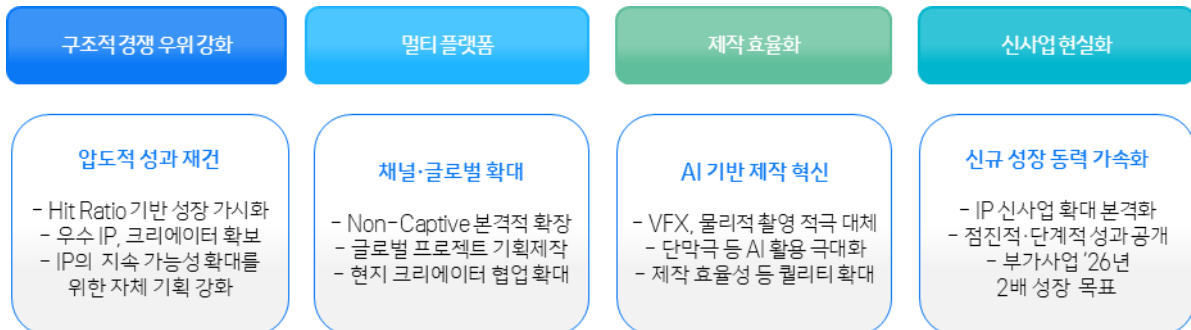 구조적 경쟁 우위 강화
압도적 성과 재건
- Hit Ratio 기반 성장 가시화
- 우수 IP, 크리에이터 확보
- IP의 지속 가능성 확대를
위한 자체 기획 강화
멀티 플랫폼
채널·글로벌 확대
- Non-Captive 본격적 확장
- 글로벌 프로젝트 기획제작
- 현지 크리에이터 협업 확대
제작 효율화
AI 기반 제작 혁신
- VFX, 물리적 촬영 적극 대체
- 단막극 등 AI 활용 극대화
- 제작 효율성 등 퀄리티 확대
신사업 현실화
신규 성장 동력 가속화
- IP 신사업 확대 본격화
- 점진적·단계적 성과 공개
- 부가사업 '26년
2배 성장 목표